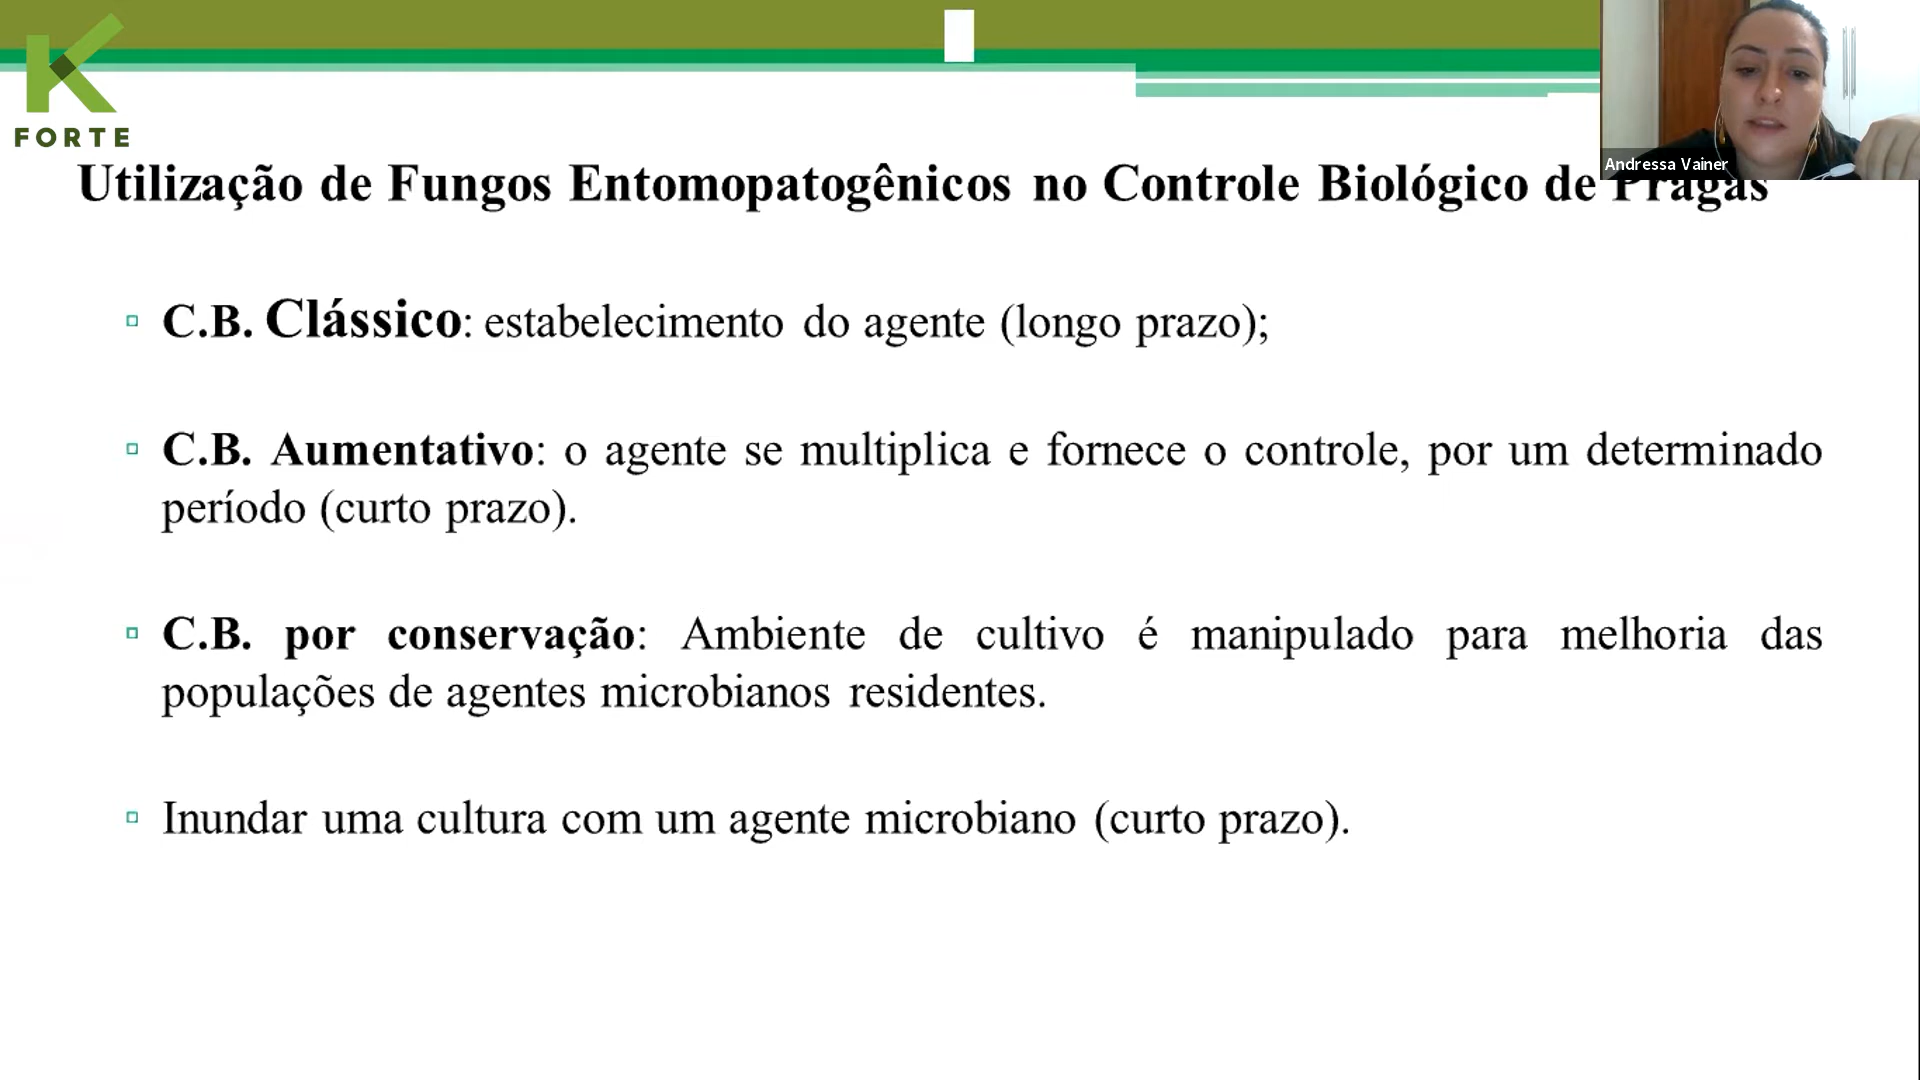 K
FORTE
Andressa Vainer
Utilização de Fungos Entomopatogênicos no Controle Biológico de Pragas
C.B. Clássico: estabelecimento do agente (longo prazo);
C.B. Aumentativo: o agente se multiplica e fornece o controle, por um determinado
período (curto prazo).
C.B. por conservação: Ambiente de cultivo é manipulado para melhoria das
populações de agentes microbianos residentes.
Inundar uma cultura com um agente microbiano (curto prazo).